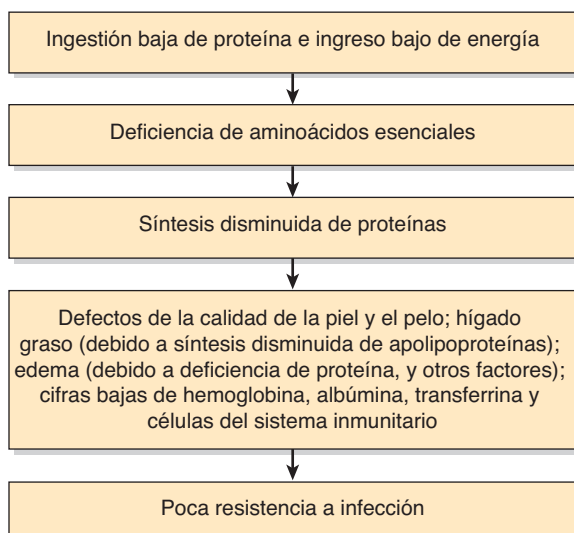 Ingestión baja de proteína e ingreso bajo de energía
Deficiencia de aminoácidos esenciales
Síntesis disminuida de proteínas
Defectos de la calidad de la piel y el pelo; hígado
graso (debido a síntesis disminuida de apolipoproteínas);
edema (debido a deficiencia de proteína, y otros factores);
cifras bajas de hemoglobina, albúmina, transferrina y
células del sistema inmunitario
Poca resistencia a infección